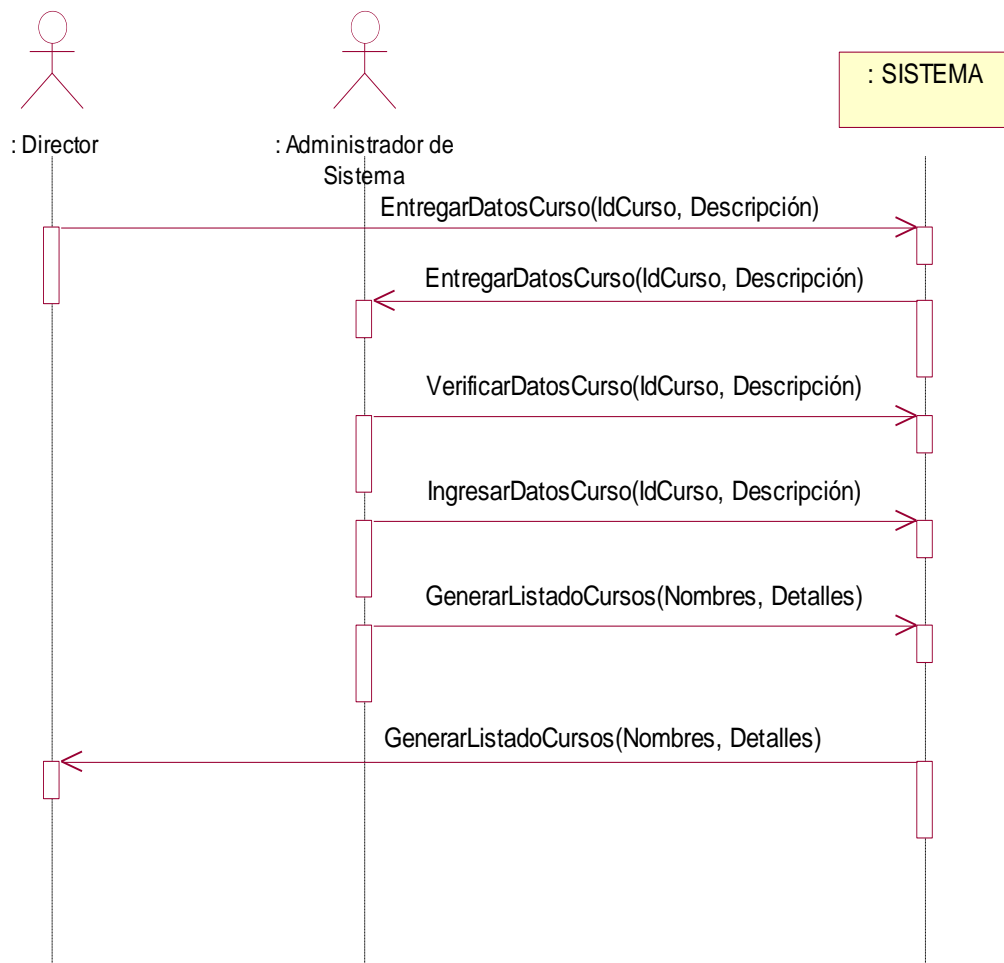 : Director
: Administrador de
Sistema
: SISTEMA
EntregarDatosCurso(IdCurso, Descripción)
EntregarDatosCurso(IdCurso, Descripción)
VerificarDatosCurso(IdCurso, Descripción)
IngresarDatosCurso(IdCurso, Descripción)
GenerarListadoCursos(Nombres, Detalles)
GenerarListadoCursos(Nombres, Detalles)